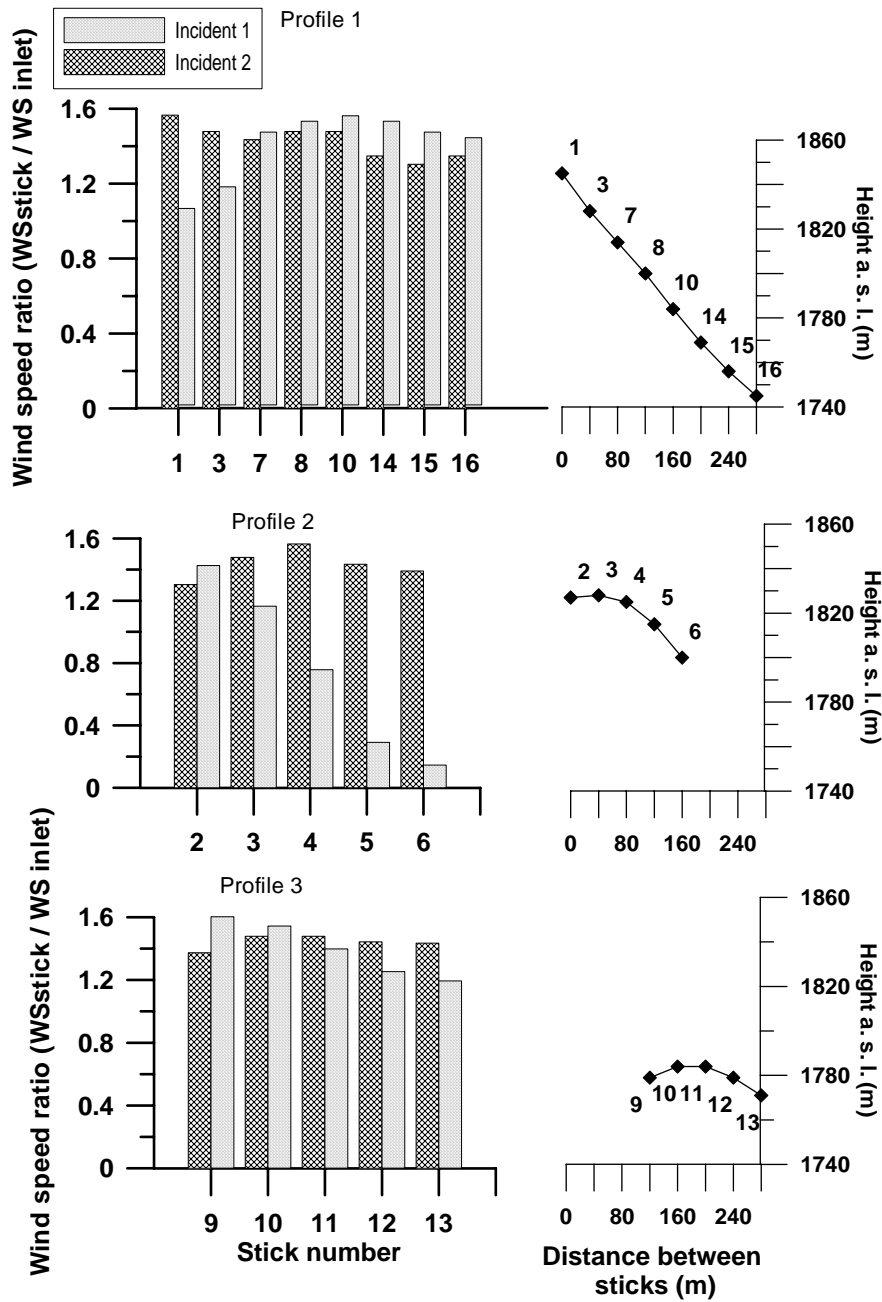 Incident 1
Incident 2
Profile 1
Wind speed ratio (WSstick / WS inlet)
1.6
1.2
0.8
0.4
0
1 3 7 8 10 14 15 16
1
3
7
8
10
14
15
16
1860
1820
1780
1740
Height a. s. l. (m)
0 80 160 240
Profile 2
1.6
1.2
0.8
0.4
0
2 3 4 5 6
2 3 4
5
6
1860
1820
1780
1740
Height a. s. l. (m)
0 80 160 240
Profile 3
Wind speed ratio (WSstick / WS inlet)
1.6
1.2
0.8
0.4
0
9 10 11 12 13
Stick number
9 10 11 12 13
1860
1820
1780
1740
Height a. s. l. (m)
0 80 160 240
Distance between
sticks (m)